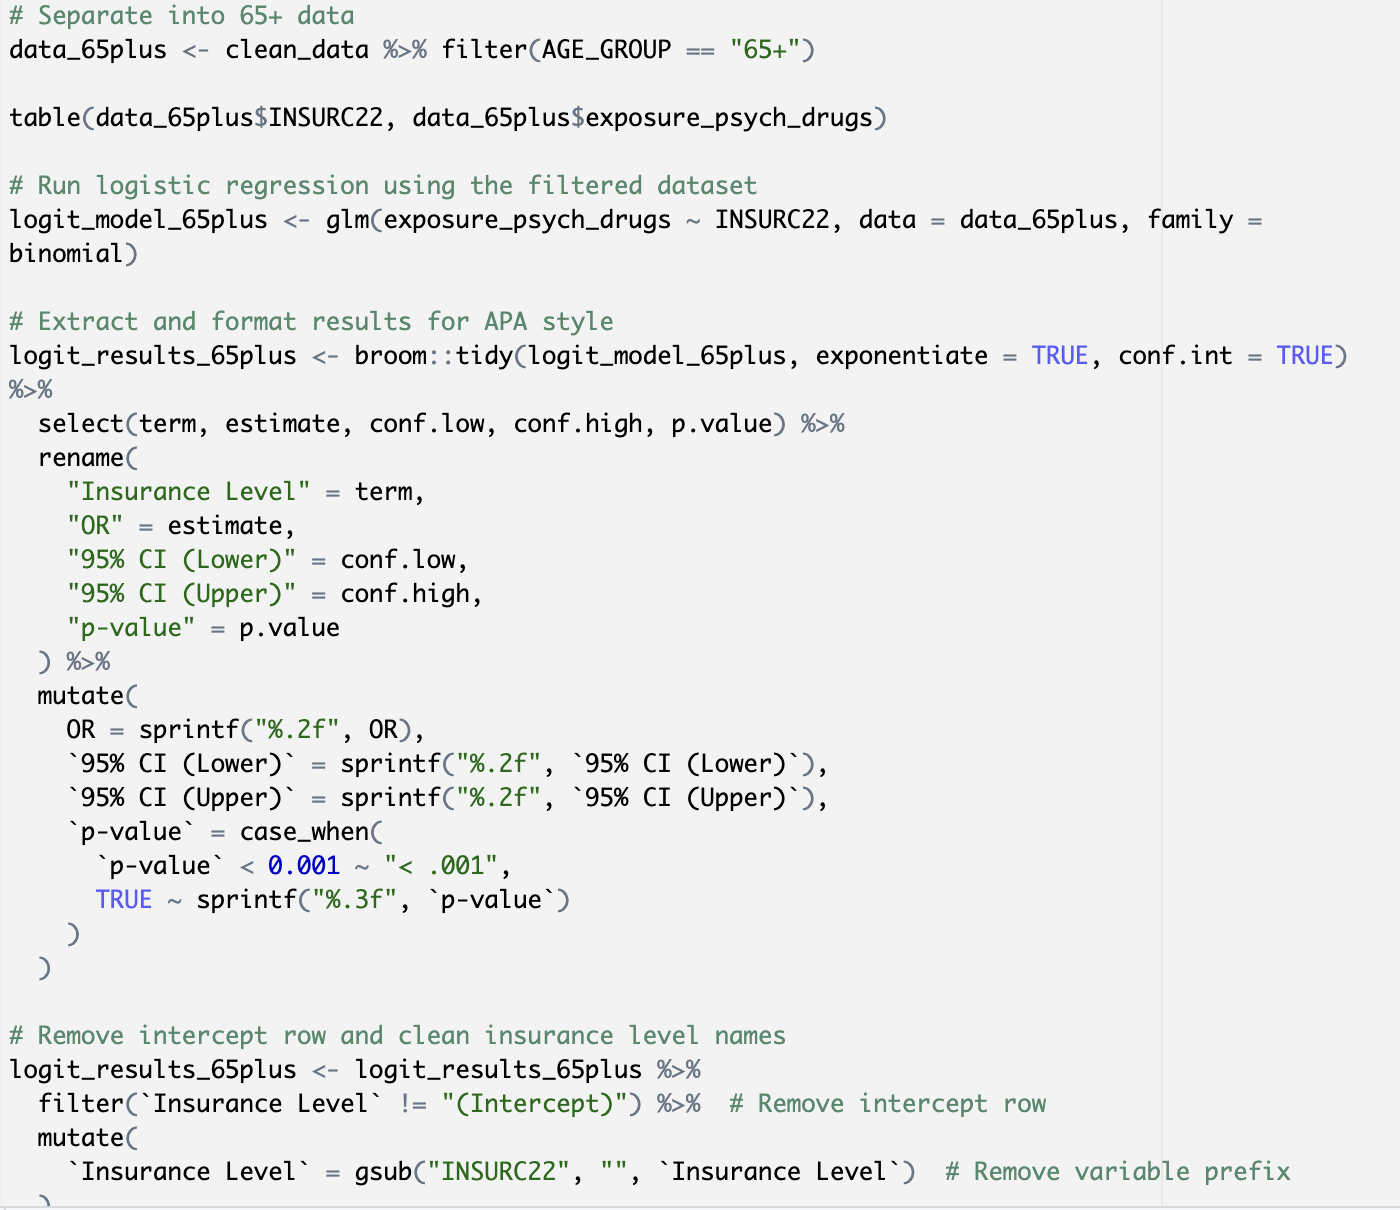 # Separate into 65+ data
data_65plus <- clean_data %>% filter(AGE_GROUP == "65+")
table(data_65plus$INSURC22, data_65plus$exposure_psych_drugs)
# Run logistic regression using the filtered dataset
logit_model_65plus <- glm(exposure_psych_drugs ~ INSURC22, data = data_65plus, family =
binomial)
# Extract and format results for APA style
logit_results_65plus <- broom::tidy(logit_model_65plus, exponentiate = TRUE, conf.int = TRUE)
%>%
  select(term, estimate, conf.low, conf.high, p.value) %>%
  rename(
    "Insurance Level" = term,
    "OR" = estimate,
    "95% CI (Lower)" = conf.low,
    "95% CI (Upper)" = conf.high,
    "p-value" = p.value
  ) %>%
  mutate(
    OR = sprintf("%.2f", OR),
    `95% CI (Lower)` = sprintf("%.2f", `95% CI (Lower)`),
    `95% CI (Upper)` = sprintf("%.2f", `95% CI (Upper)`),
    `p-value` = case_when(
      `p-value` < 0.001 ~ "< .001",
      TRUE ~ sprintf("%.3f", `p-value`)
    )
  )
# Remove intercept row and clean insurance level names
logit_results_65plus <- logit_results_65plus %>%
  filter(`Insurance Level` != "(Intercept)") %>%  # Remove intercept row
  mutate(
    `Insurance Level` = gsub("INSURC22", "", `Insurance Level`)  # Remove variable prefix
  )